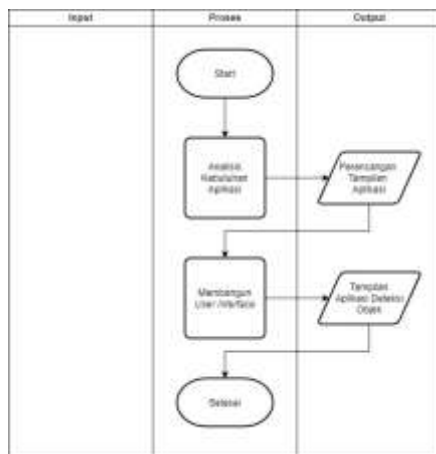 Input
Proses
Output
Start
Analisis
Kebutuhan
Aplikasi
Perancangan
Tampilan
Aplikasi
Membangun
User Interface
Tampilan
Aplikasi Deteksi
Objek
Selesai